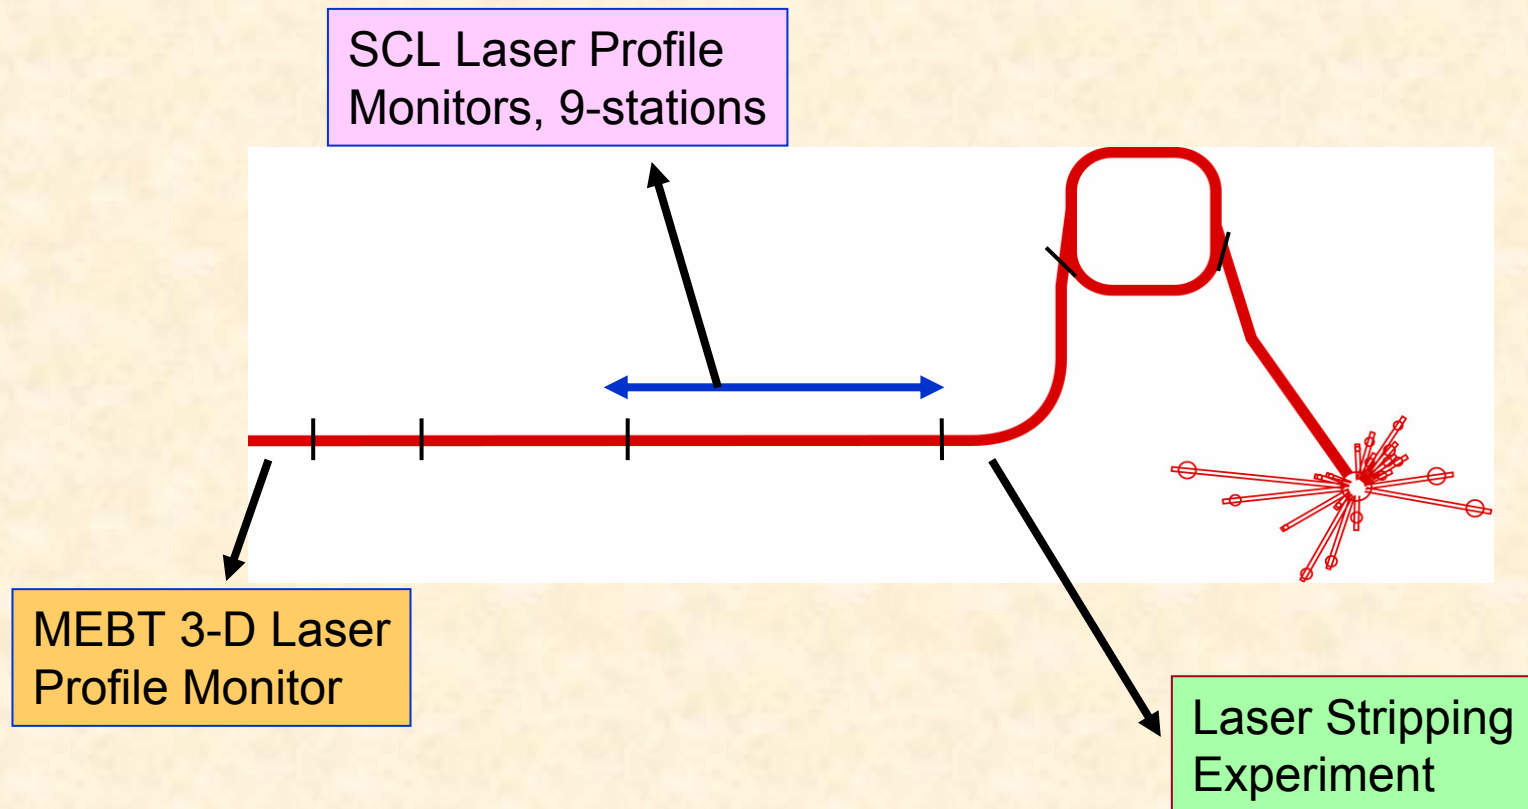 SCL Laser Profile
Monitors, 9-stations
MEBT 3-D Laser
Profile Monitor
Laser Stripping
Experiment